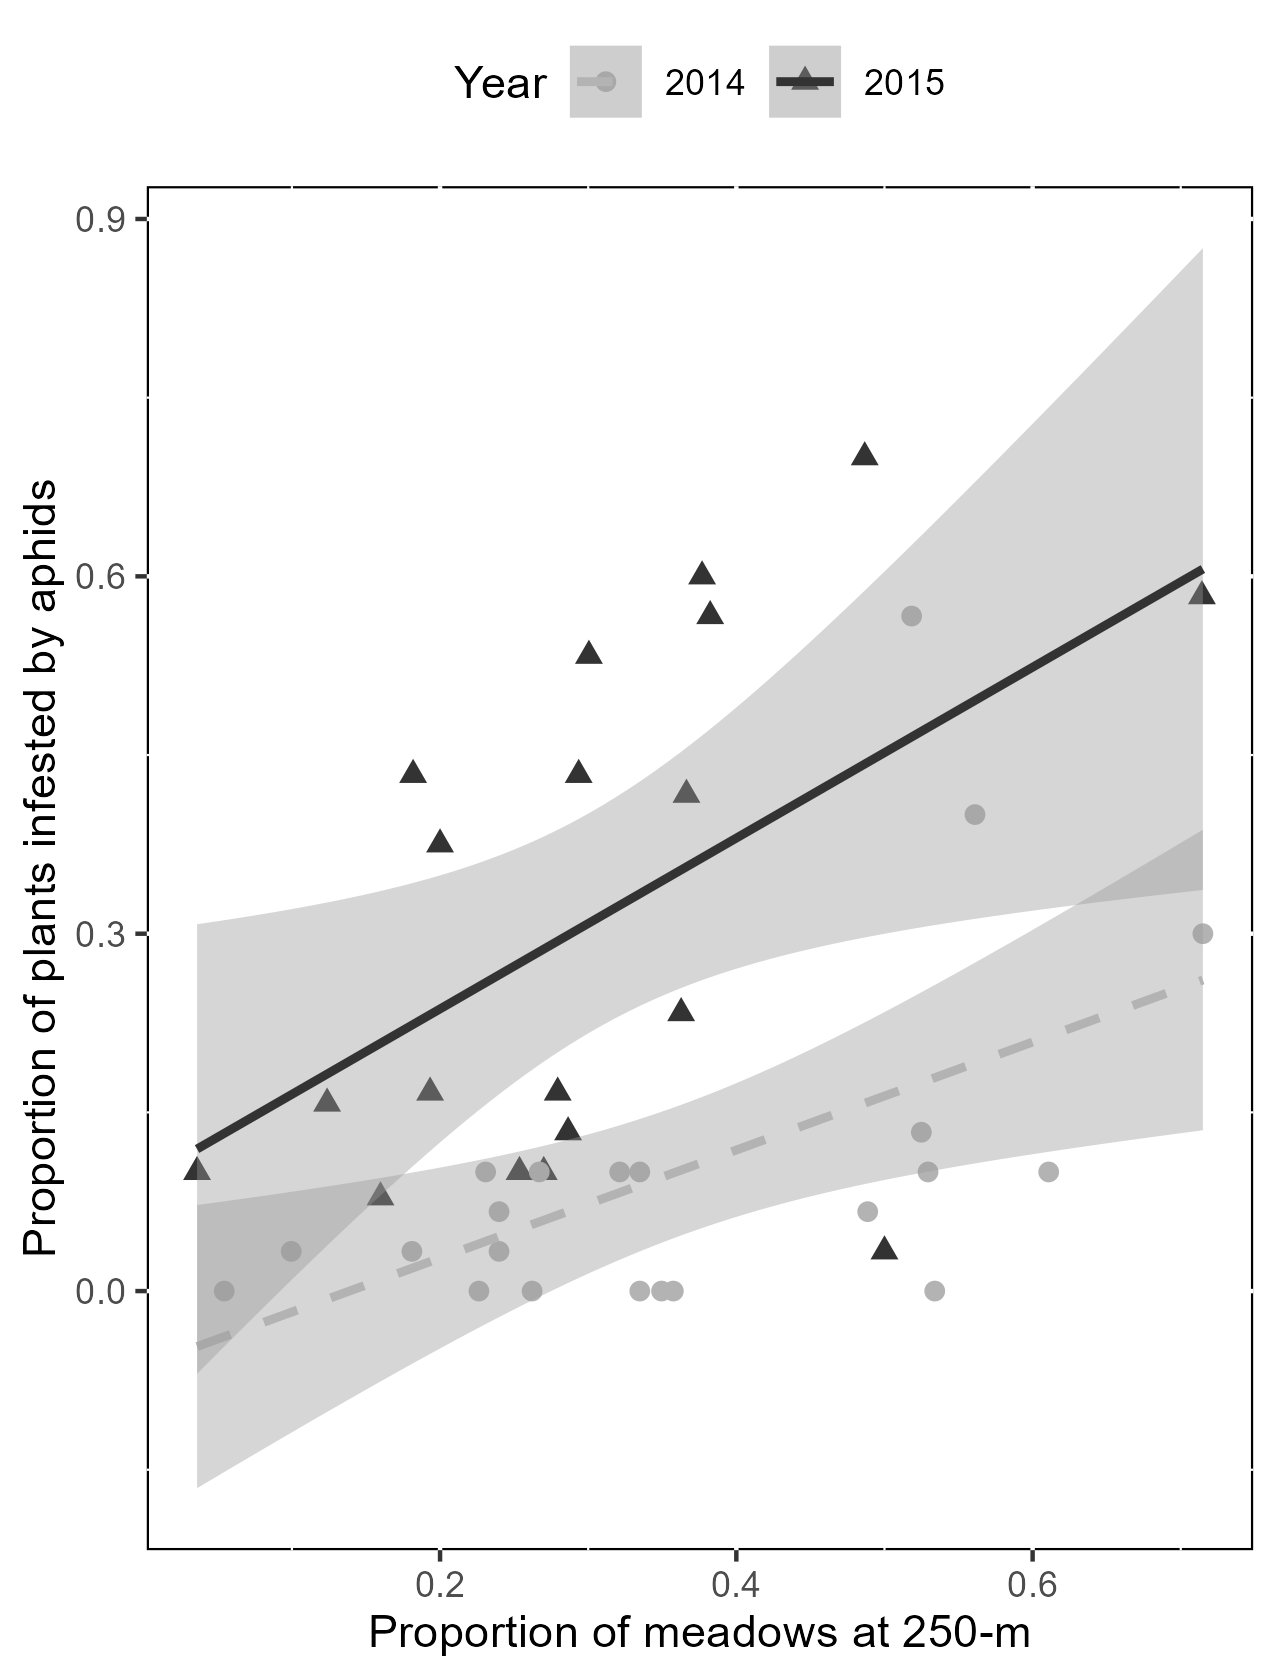 Year 2014 2015
0.9
0.6
0.3
0.0
Proportion of plants infested by aphids
0.2 0.4 0.6
Proportion of meadows at 250-m